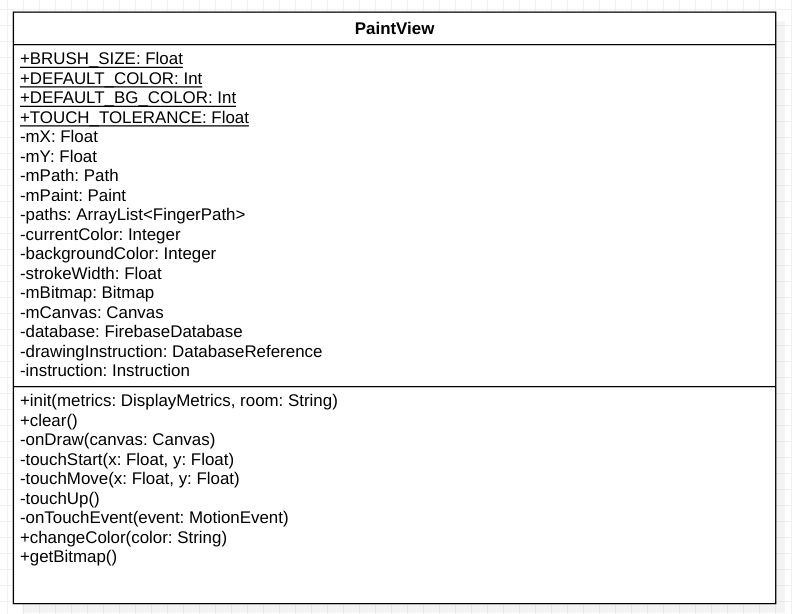 PaintView
+BRUSH_SIZE: Float
+DEFAULT_COLOR: Int
+DEFAULT_BG_COLOR: Int
+TOUCH_TOLERANCE: Float
-mX: Float
-mY: Float
-mPath: Path
-mPaint: Paint
-paths: ArrayList<FingerPath>
-currentColor: Integer
-backgroundColor: Integer
-strokeWidth: Float
-mBitmap: Bitmap
-mCanvas: Canvas
-database: FirebaseDatabase
-drawingInstruction: DatabaseReference
-instruction: Instruction
+init(metrics: DisplayMetrics, room: String)
+clear()
-onDraw(canvas: Canvas)
-touchStart(x: Float, y: Float)
-touchMove(x: Float, y: Float)
-touchUp()
-onTouchEvent(event: MotionEvent)
+changeColor(color: String)
+getBitmap()